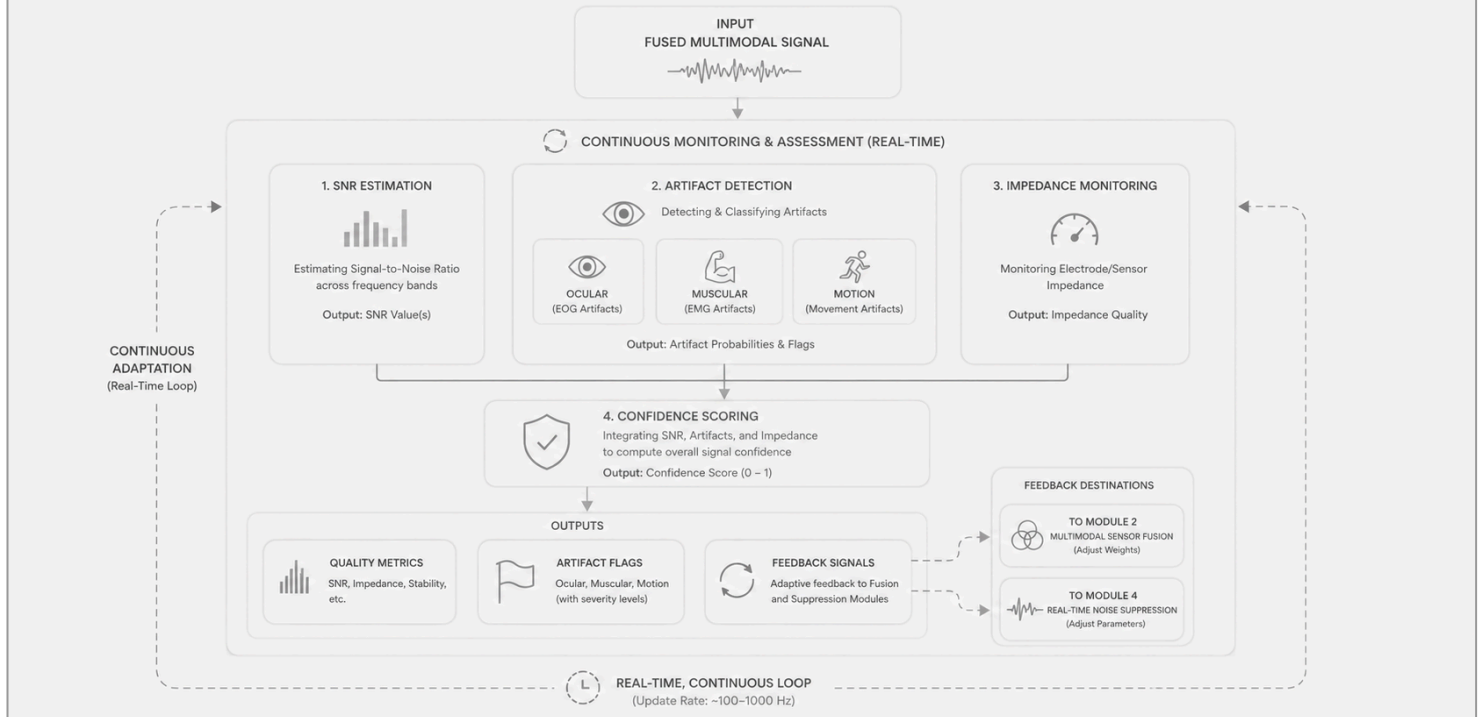 INPUT
FUSED MULTIMODAL SIGNAL
CONTINUOUS MONITORING & ASSESSMENT (REAL-TIME)
1. SNR ESTIMATION
Estimating Signal-to-Noise Ratio
across frequency bands
Output: SNR Value(s)
2. ARTIFACT DETECTION
Detecting & Classifying Artifacts
OCULAR
(EOG Artifacts)
MUSCULAR
(EMG Artifacts)
MOTION
(Movement Artifacts)
Output: Artifact Probabilities & Flags
3. IMPEDANCE MONITORING
Monitoring Electrode/Sensor
Impedance
Output: Impedance Quality
CONTINUOUS
ADAPTATION
(Real-Time Loop)
4. CONFIDENCE SCORING
Integrating SNR, Artifacts, and Impedance
to compute overall signal confidence
Output: Confidence Score (0 – 1)
OUTPUTS
QUALITY METRICS
SNR, Impedance, Stability,
etc.
ARTIFACT FLAGS
Ocular, Muscular, Motion
(with severity levels)
FEEDBACK SIGNALS
Adaptive feedback to Fusion
and Suppression Modules
FEEDBACK DESTINATIONS
TO MODULE 2
MULTIMODAL SENSOR FUSION
(Adjust Weights)
TO MODULE 4
REAL-TIME NOISE SUPPRESSION
(Adjust Parameters)
REAL-TIME, CONTINUOUS LOOP
(Update Rate: ~100–1000 Hz)